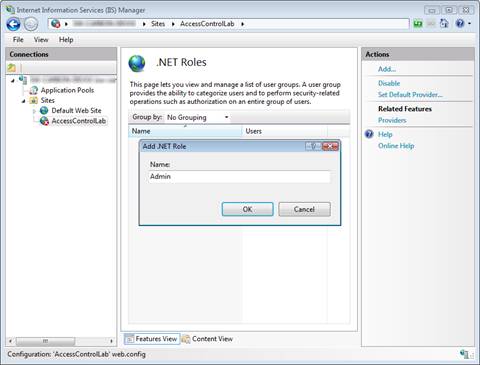 Internet Information Services (IIS) Manager
Sites AccessControlLab
File View Help
Connections
Application Pools
Sites
Default Web Site
AccessControlLab
.NET Roles
This page lets you view and manage a list of user groups. A user group
provides the ability to categorize users and to perform security-related
operations such as authorization on an entire group of users.
Group by: No Grouping
Name Users
Add .NET Role
Name:
Admin
OK Cancel
Features View Content View
Actions
Add...
Disable
Set Default Provider...
Related Features
Providers
Help
Online Help
Configuration: 'AccessControlLab' web.config